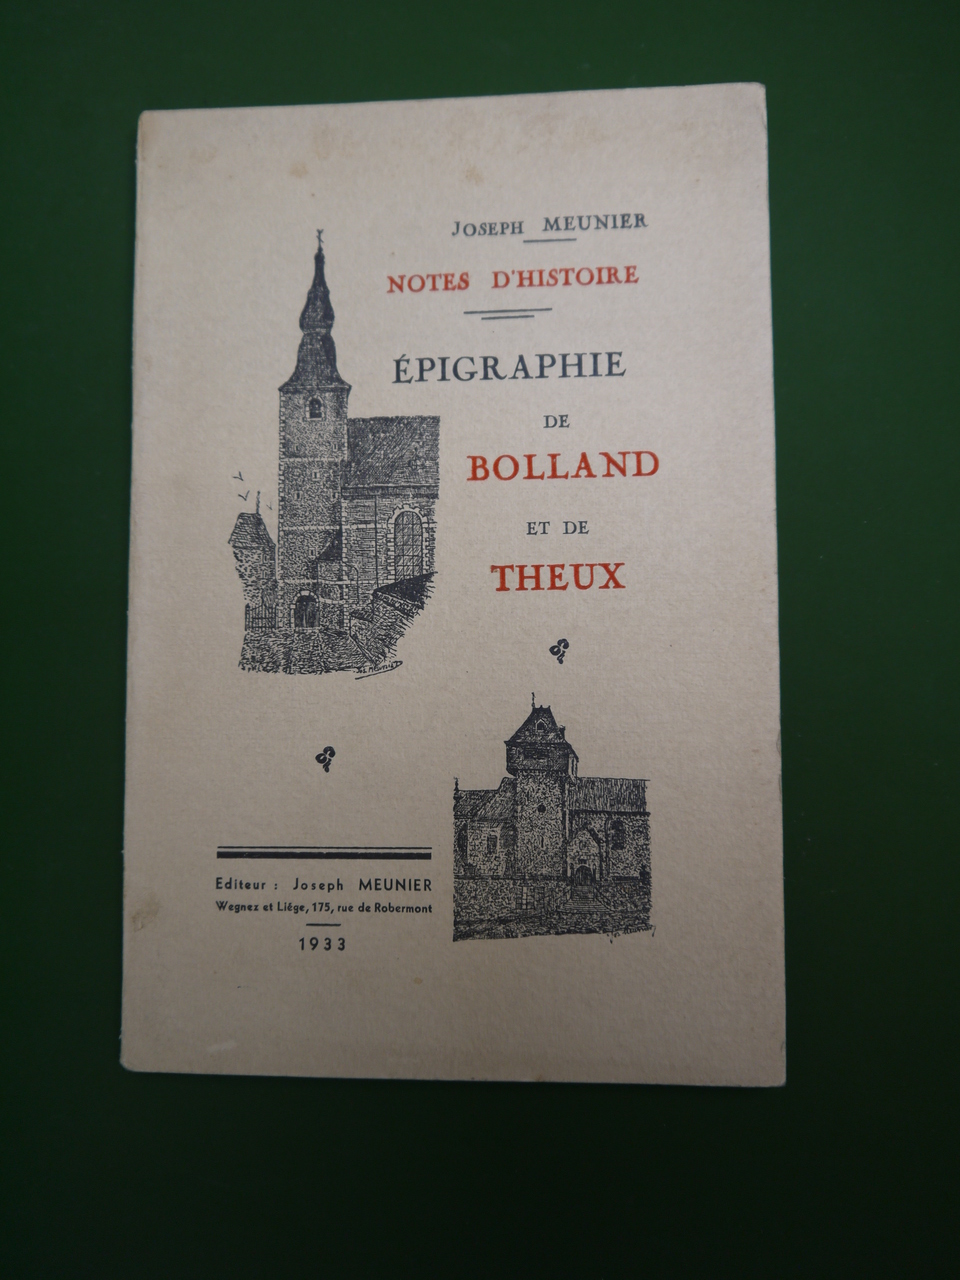 JOSEPH MEUNIER
NOTES D'HISTOIRE
ÉPIGRAPHIE
DE
BOLLAND
ET DE
THEUX
Editeur : Joseph MEUNIER
Wegnez et Liége, 175, rue de Robermont
1933